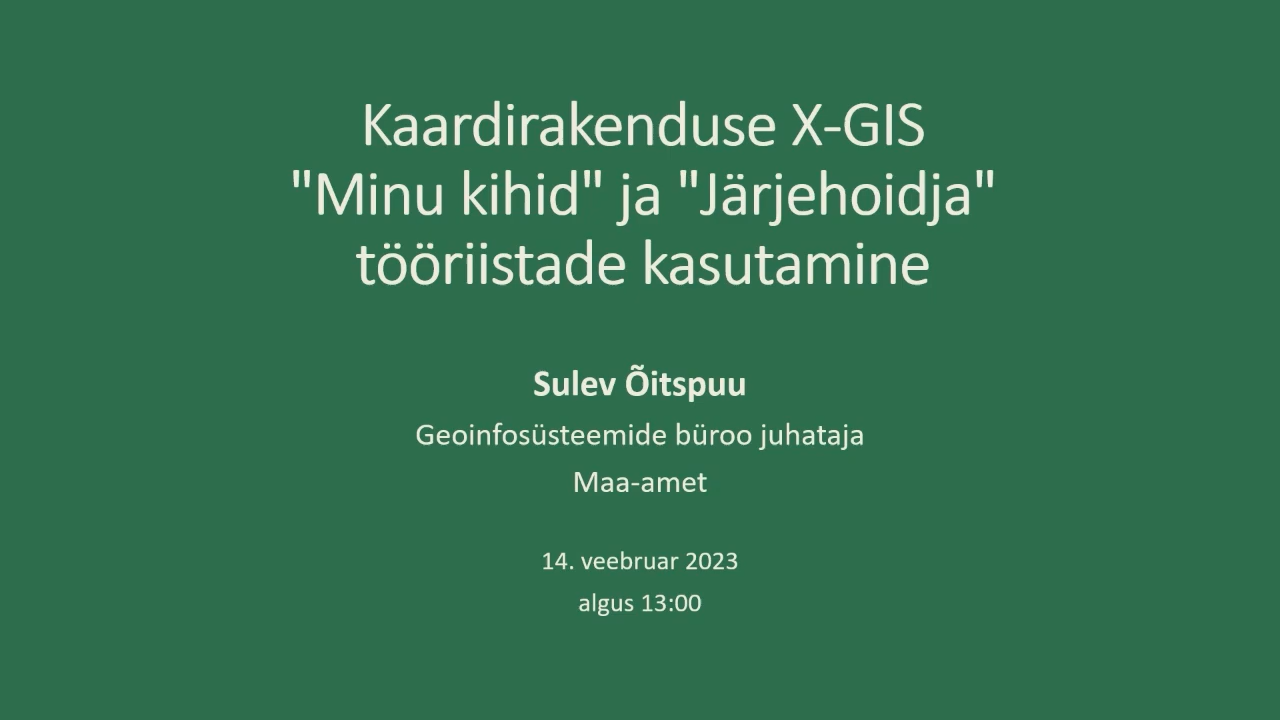 Kaardirakenduse X-GIS
"Minu kihid" ja "Järjehoidja"
tööriistade kasutamine
Sulev Õitspuu
Geoinfosüsteemide büroo juhataja
Maa-amet
14. veebruar 2023
algus 13:00